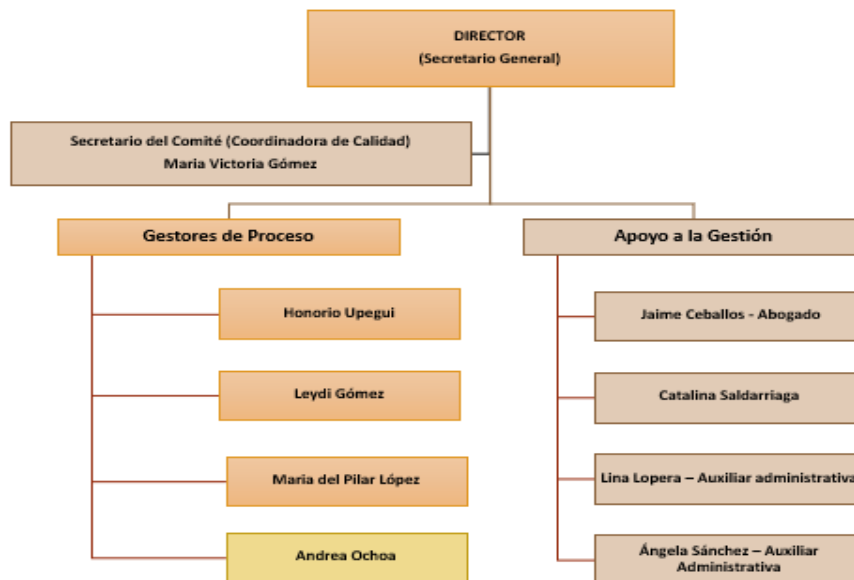 DIRECTOR
(Secretario General)
Secretario del Comité (Coordinadora de Calidad)
Maria Victoria Gómez
Gestores de Proceso
Honorio Upegui
Leydi Gómez
Maria del Pilar López
Andrea Ochoa
Apoyo a la Gestión
Jaime Ceballos - Abogado
Catalina Saldarriaga
Lina Lopera – Auxiliar administrativa
Ángela Sánchez – Auxiliar
Administrativa